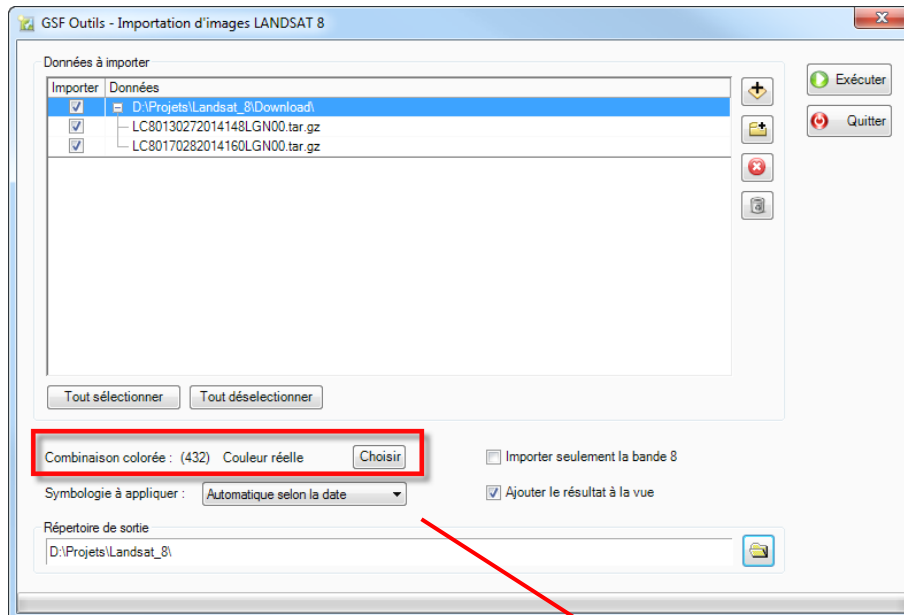 GSF Outils - Importation d'images LANDSAT 8
Données à importer
Importer Données
D:\Projets\Landsat_8\Download\
LC80130272014148LGN00.tar.gz
LC80170282014160LGN00.tar.gz
Exécuter
Quitter
Tout sélectionner Tout déselectionner
Combinaison colorée : (432) Couleur réelle Choisir
Importer seulement la bande 8
Symbologie à appliquer : Automatique selon la date
Ajouter le résultat à la vue
Répertoire de sortie
D:\Projets\Landsat_8\